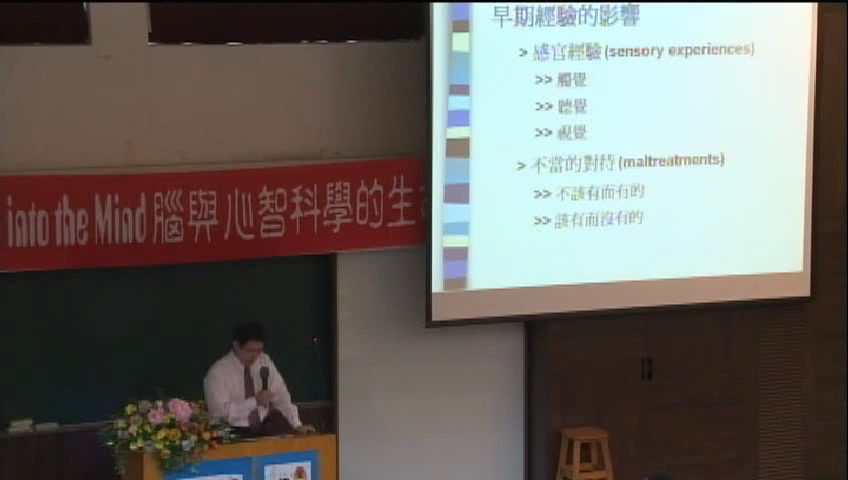 早期經驗的影響
> 感官經驗 (sensory experiences)
>> 觸覺
>> 聽覺
>> 視覺
> 不當的對待 (maltreatments)
>> 不該有而有的
>> 該有而沒有的
into the Mind 腦與心智科學的生